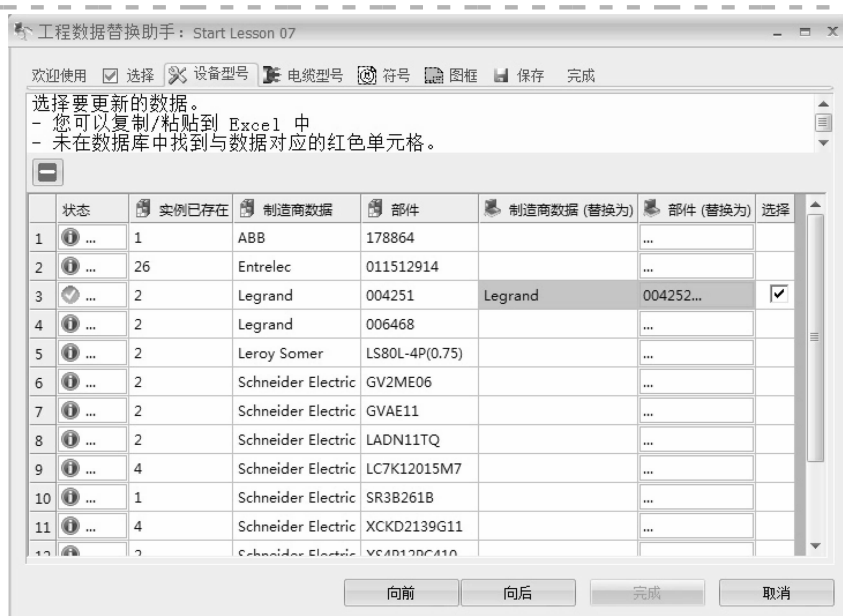 工程数据替换助手: Start Lesson 07
欢迎使用 选择 设备型号 电缆型号 符号 图框 保存 完成
选择要更新的数据。
- 您可以复制/粘贴到 Excel 中
- 未在数据库中找到与数据对应的红色单元格。
状态 实例已存在 制造商数据 部件 制造商数据 (替换为) 部件 (替换为) 选择
1 ... 1 ABB 178864 ...
2 ... 26 Entrelec 011512914 ...
3 ... 2 Legrand 004251 Legrand 004252...
4 ... 2 Legrand 006468 ...
5 ... 2 Leroy Somer LS80L-4P(0.75) ...
6 ... 2 Schneider Electric GV2ME06 ...
7 ... 2 Schneider Electric GVAE11 ...
8 ... 2 Schneider Electric LADN11TQ ...
9 ... 4 Schneider Electric LC7K12015M7 ...
10 ... 1 Schneider Electric SR3B261B ...
11 ... 4 Schneider Electric XCKD2139G11 ...
12 ... 2 Schneider Electric XS4P12PC410
向前 向后 完成 取消